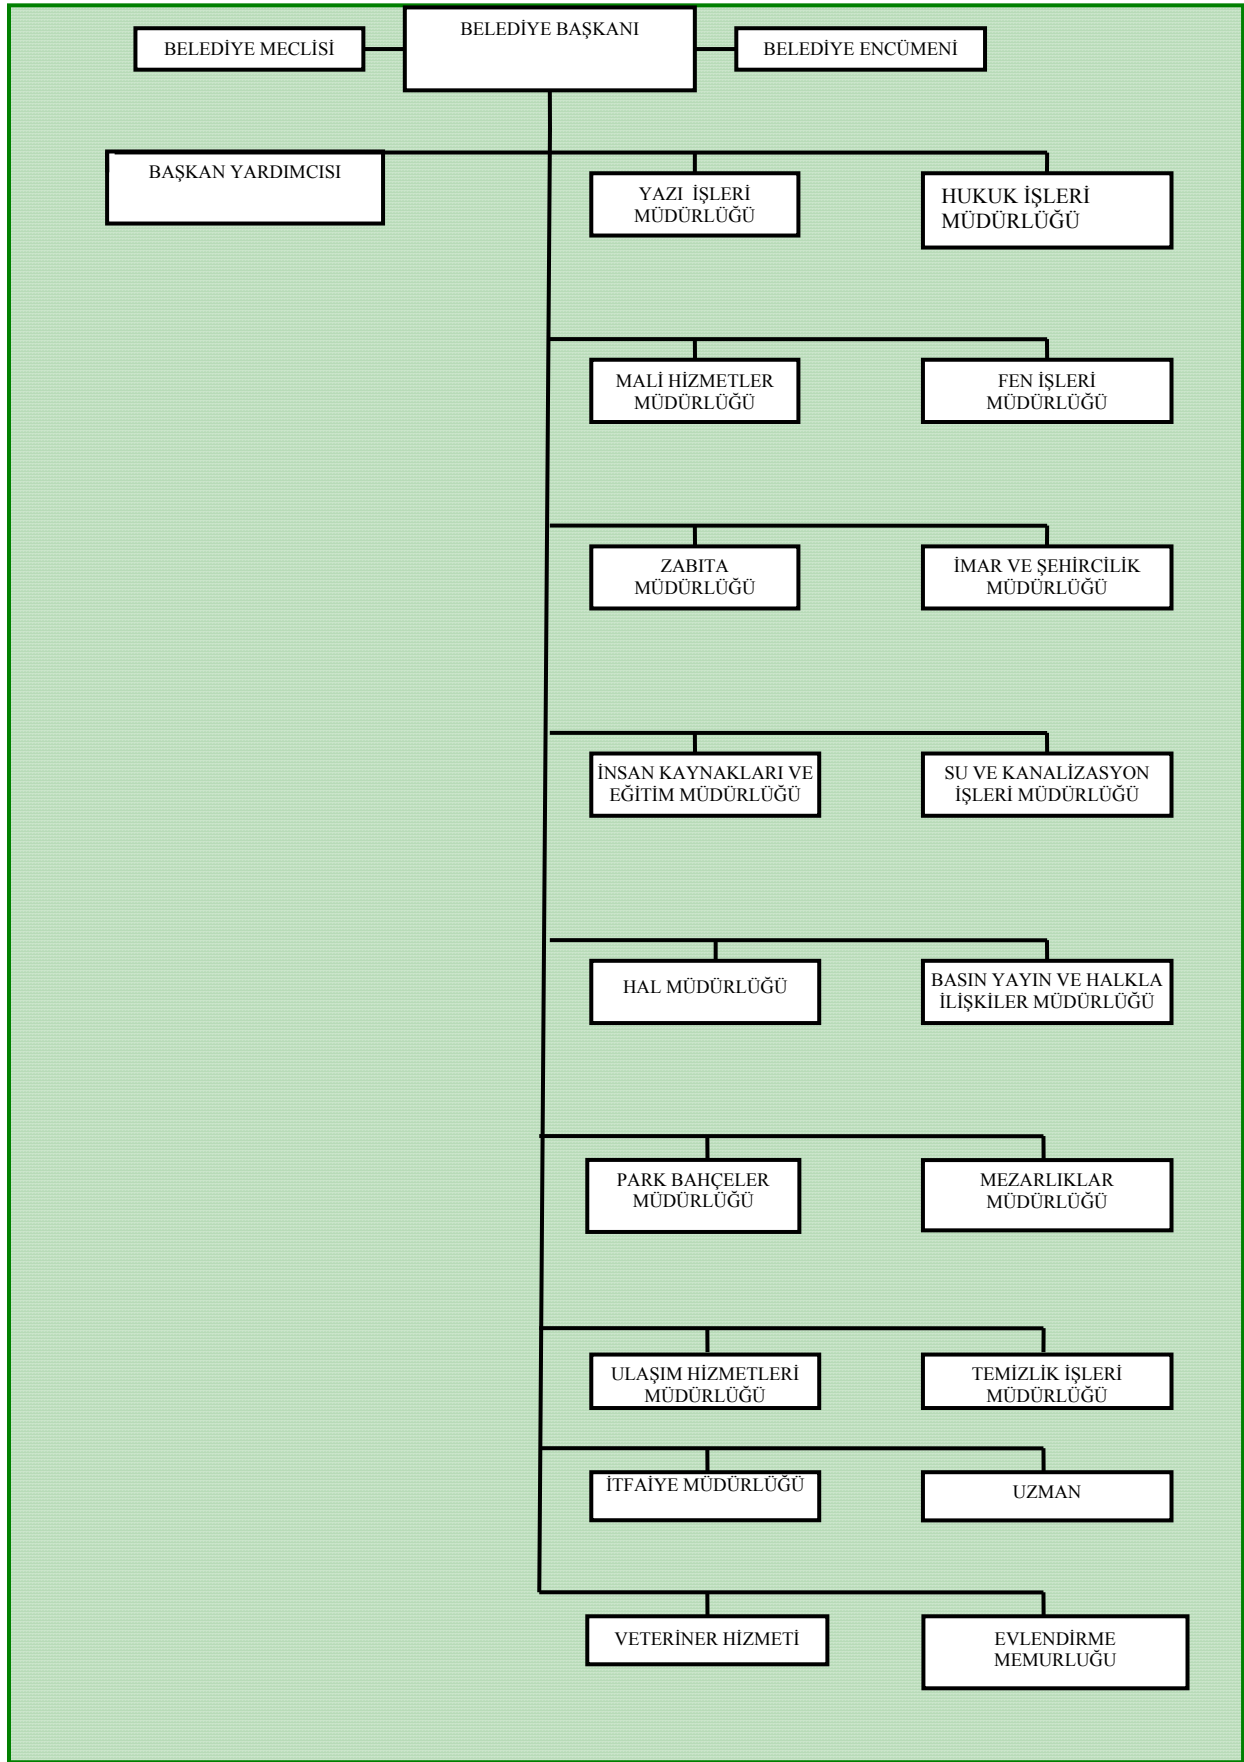 BELEDİYE BAŞKANI
BELEDİYE MECLİSİ
BELEDİYE ENCÜMENİ
BAŞKAN YARDIMCISI
YAZI İŞLERİ
MÜDÜRLÜĞÜ
HUKUK İŞLERİ
MÜDÜRLÜĞÜ
MALİ HİZMETLER
MÜDÜRLÜĞÜ
FEN İŞLERİ
MÜDÜRLÜĞÜ
ZABITA
MÜDÜRLÜĞÜ
İMAR VE ŞEHİRCİLİK
MÜDÜRLÜĞÜ
İNSAN KAYNAKLARI VE
EĞİTİM MÜDÜRLÜĞÜ
SU VE KANALİZASYON
İŞLERİ MÜDÜRLÜĞÜ
HAL MÜDÜRLÜĞÜ
BASIN YAYIN VE HALKLA
İLİŞKİLER MÜDÜRLÜĞÜ
PARK BAHÇELER
MÜDÜRLÜĞÜ
MEZARLIKLAR
MÜDÜRLÜĞÜ
ULAŞIM HİZMETLERİ
MÜDÜRLÜĞÜ
TEMİZLİK İŞLERİ
MÜDÜRLÜĞÜ
İTFAİYE MÜDÜRLÜĞÜ
UZMAN
VETERİNER HİZMETİ
EVLENDİRME
MEMURLUĞU